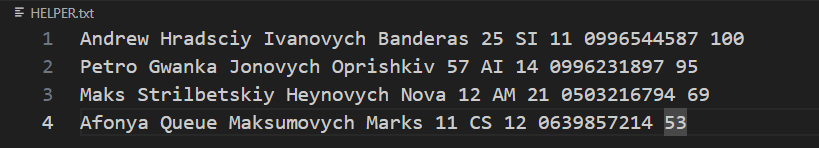 HELPER.txt
1 Andrew Hradsciy Ivanovych Banderas 25 SI 11 0996544587 100
2 Petro Gwanka Jonovych Oprishkiv 57 AI 14 0996231897 95
3 Maks Strilbetskiy Heynovych Nova 12 AM 21 0503216794 69
4 Afonya Queue Maksumovych Marks 11 CS 12 0639857214 53